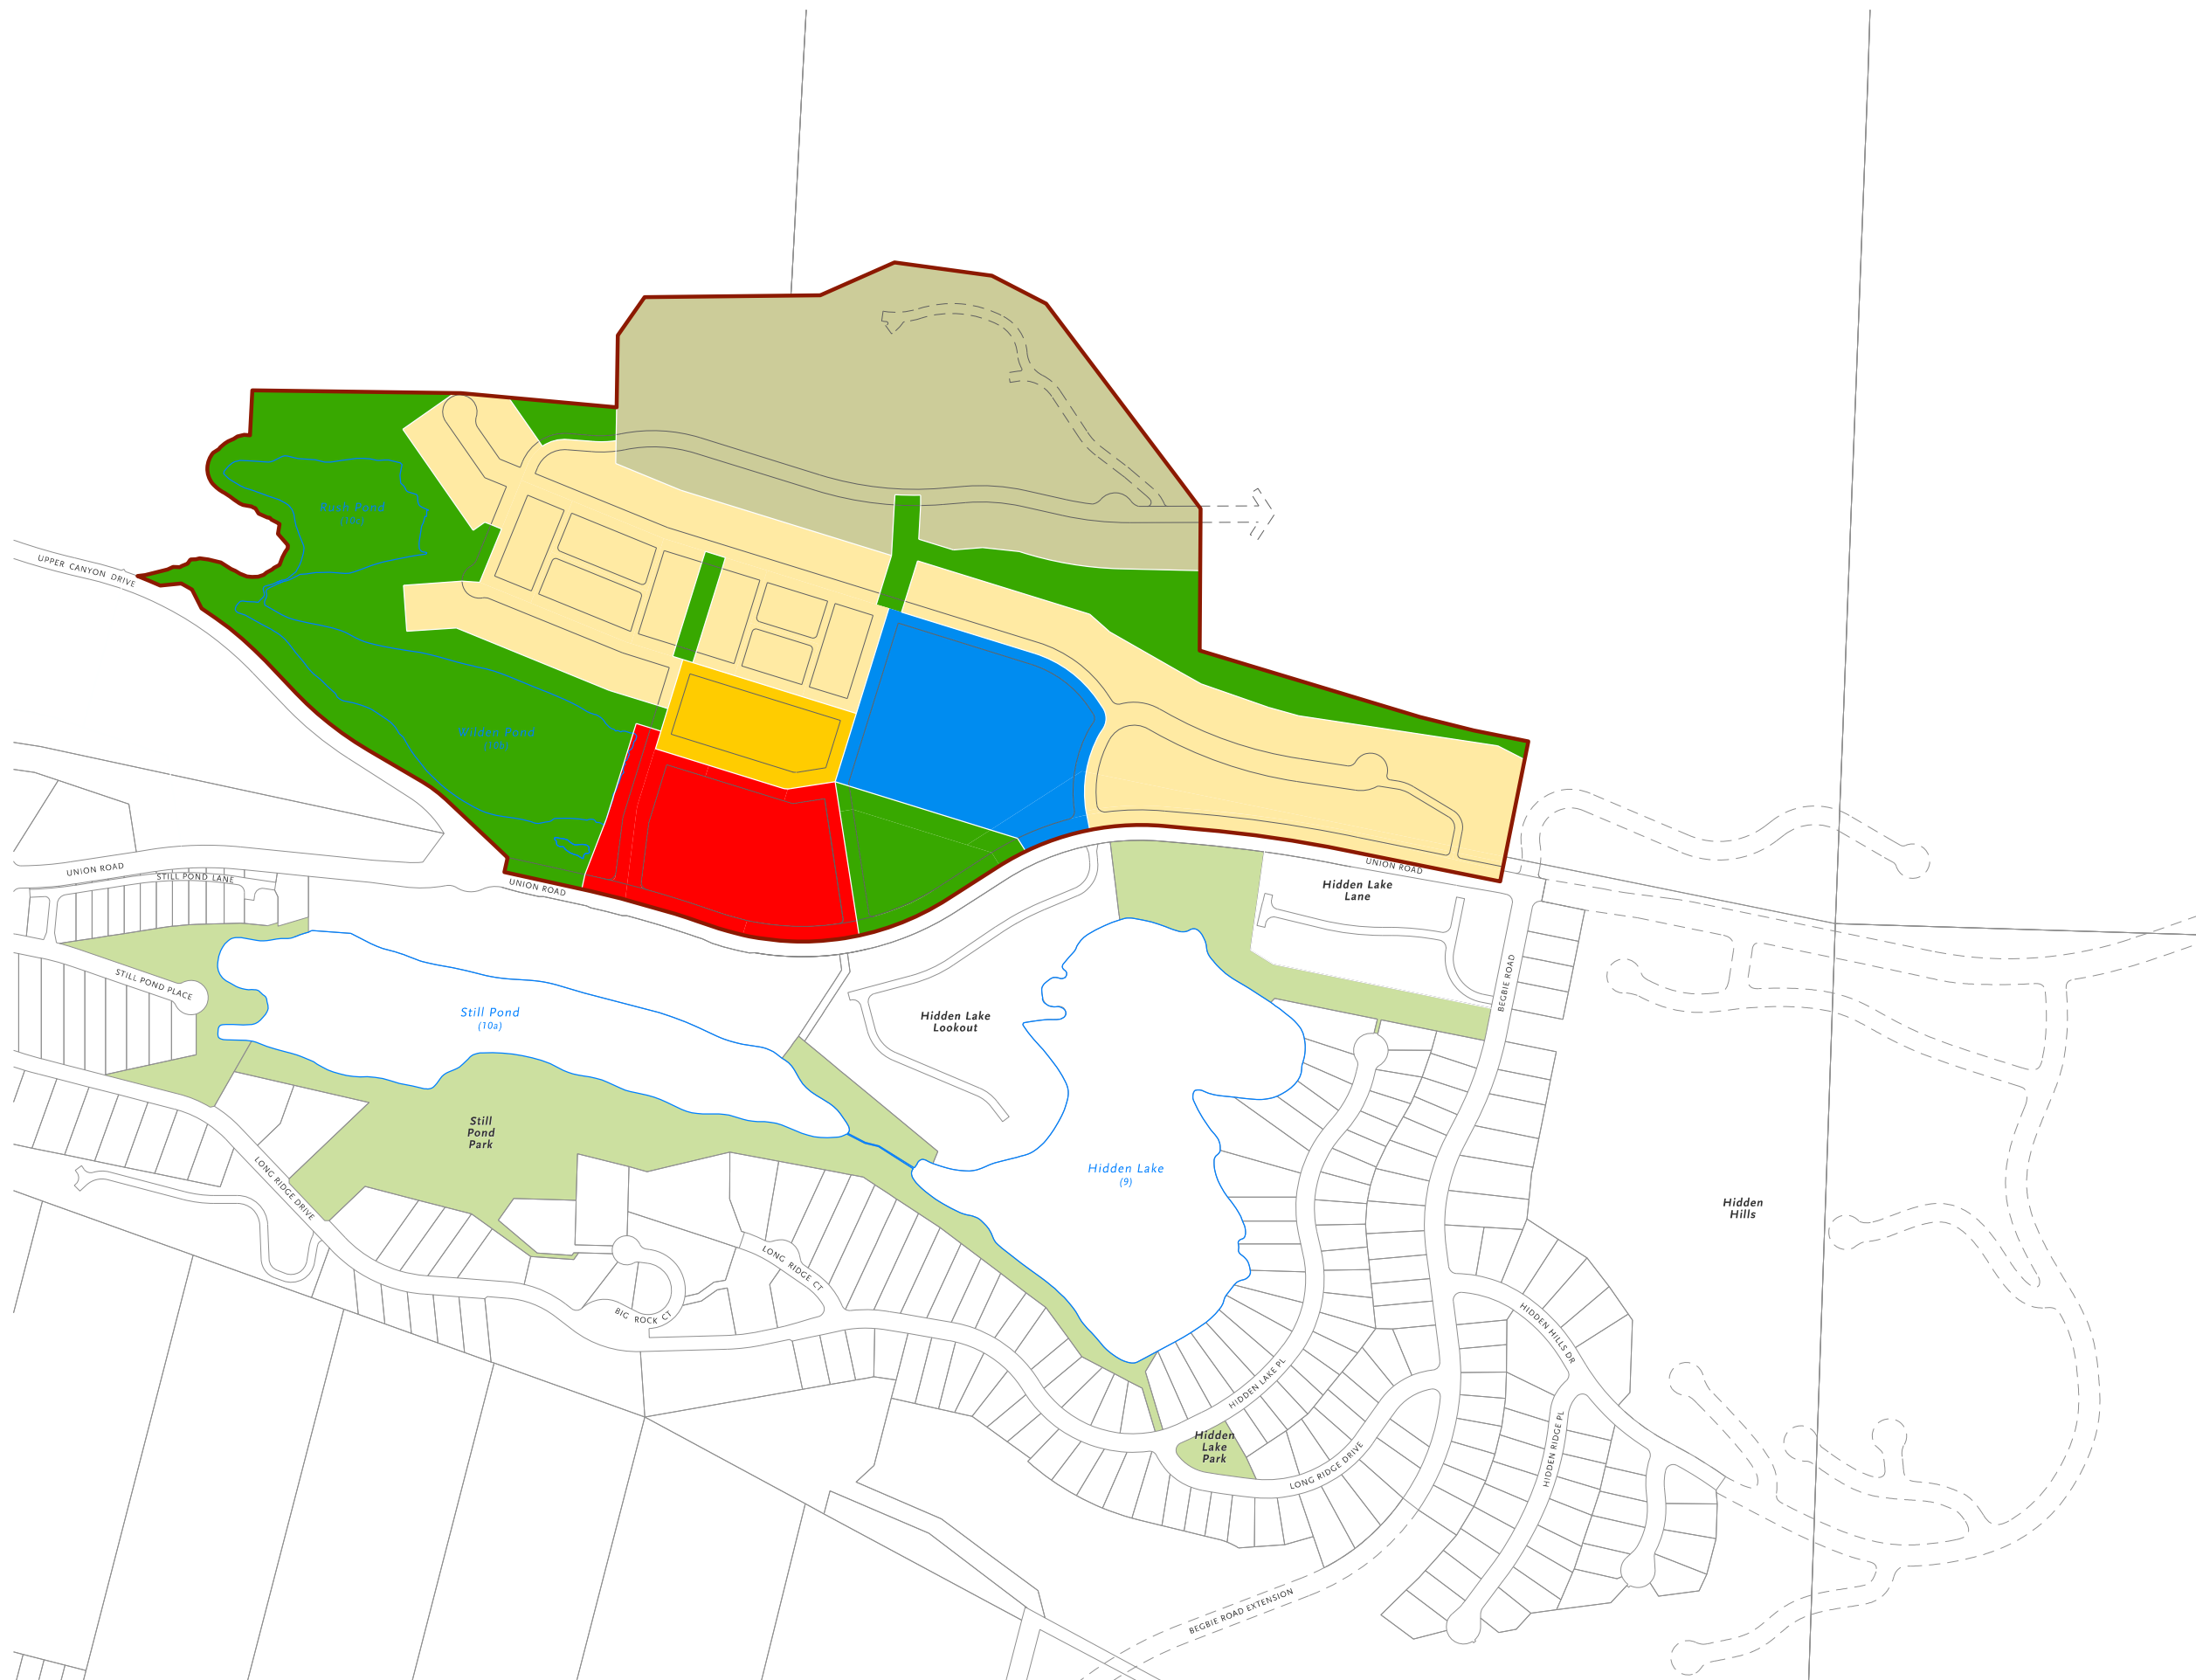 Rush Pond
(10c)
UPPER CANYON DRIVE
Wilden Pond
(10b)
UNION ROAD
STILL POND LANE
UNION ROAD
UNION ROAD
Hidden Lake
Lane
STILL POND PLACE
BEGBIE ROAD
Still Pond
(10a)
Hidden Lake
Lookout
Still
Pond
Park
Hidden Lake
(9)
LONG RIDGE DRIVE
Hidden
Hills
LONG RIDGE CT
BIG ROCK CT
HIDDEN HILLS DR
HIDDEN LAKE PL
Hidden
Lake
Park
HIDDEN RIDGE PL
LONG RIDGE DRIVE
BEGBIE ROAD EXTENSION